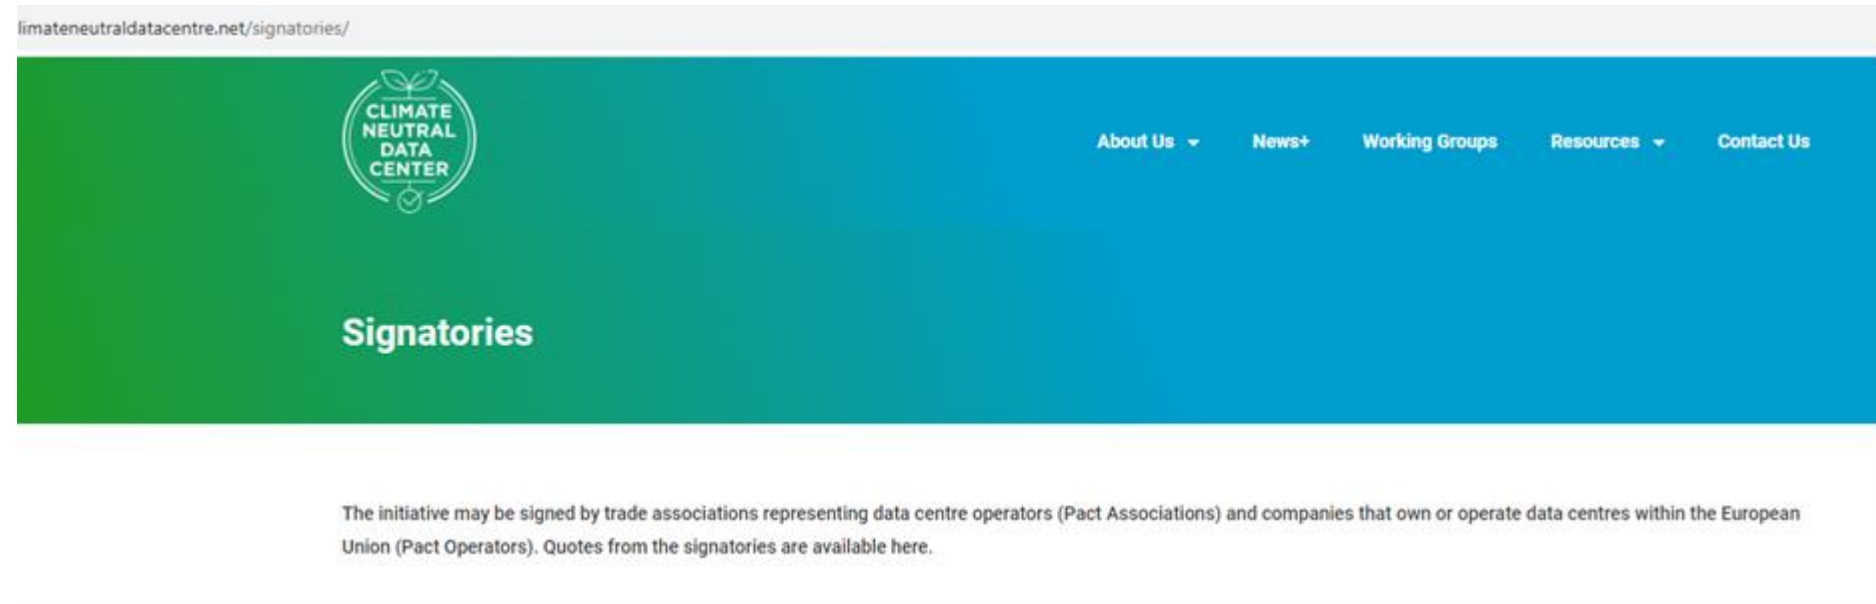 limateneutraldatacentre.net/signatories/
CLIMATE
NEUTRAL
DATA
CENTER
About Us News+ Working Groups Resources Contact Us
Signatories
The initiative may be signed by trade associations representing data centre operators (Pact Associations) and companies that own or operate data centres within the European
Union (Pact Operators). Quotes from the signatories are available here.